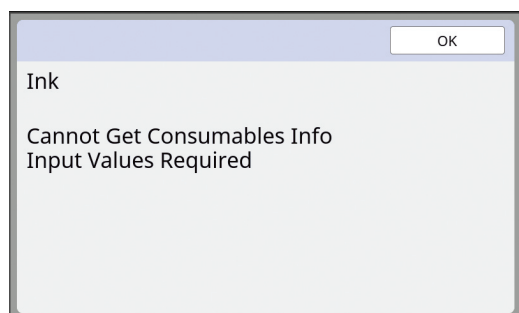 OK
Ink
Cannot Get Consumables Info
Input Values Required